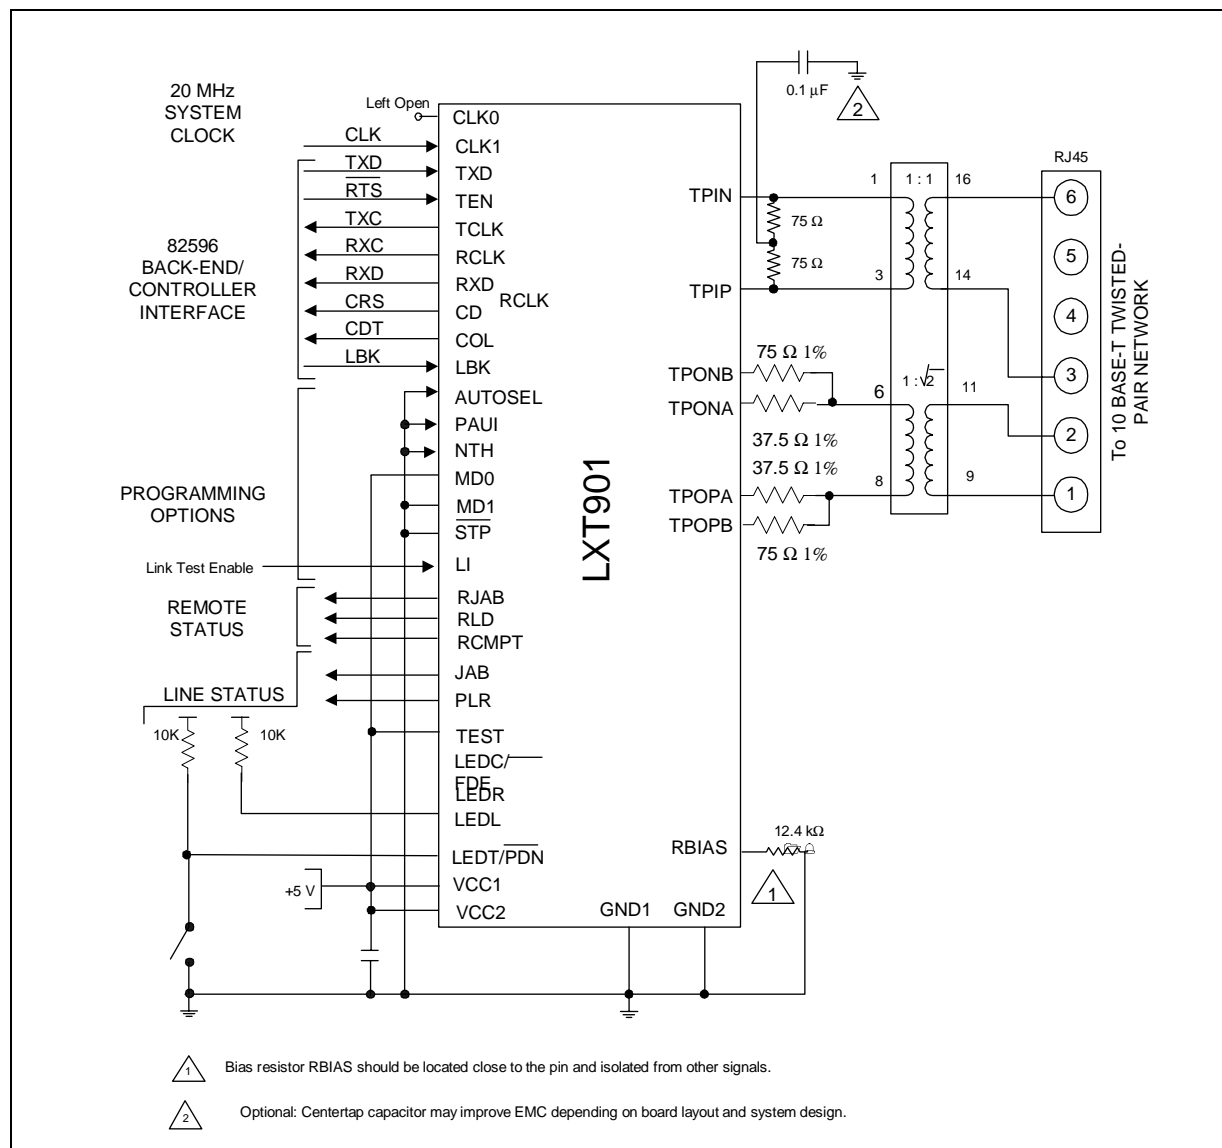 20 MHz
SYSTEM
CLOCK
82596
BACK-END/
CONTROLLER
INTERFACE
PROGRAMMING
OPTIONS
Link Test Enable
REMOTE
STATUS
LINE STATUS
10K
10K
+5 V
Left Open
CLK
TXD
RTS
TXC
RXC
RXD
CRS
CDT
LBK
CLK0
CLK1
TXD
TEN
TCLK
RCLK
RXD
RCLK
CD
COL
LBK
AUTOSEL
PAUI
NTH
MD0
MD1
STP
LI
RJAB
RLD
RCMPT
JAB
PLR
TEST
LEDC/
FDE
LEDR
LEDL
LEDT/PDN
VCC1
VCC2
LXT901
GND1
GND2
TPIN
TPIP
TPONB
TPONA
TPOPA
TPOPB
RBIAS
0.1 µF
2
75 Ω
75 Ω
75 Ω 1%
37.5 Ω 1%
37.5 Ω 1%
75 Ω 1%
12.4 kΩ
1
1
1 : 1
16
3
14
6
1 : √2
11
8
9
RJ45
6
5
4
3
2
1
To 10 BASE-T TWISTED-
PAIR NETWORK
1 Bias resistor RBIAS should be located close to the pin and isolated from other signals.
2 Optional: Centertap capacitor may improve EMC depending on board layout and system design.